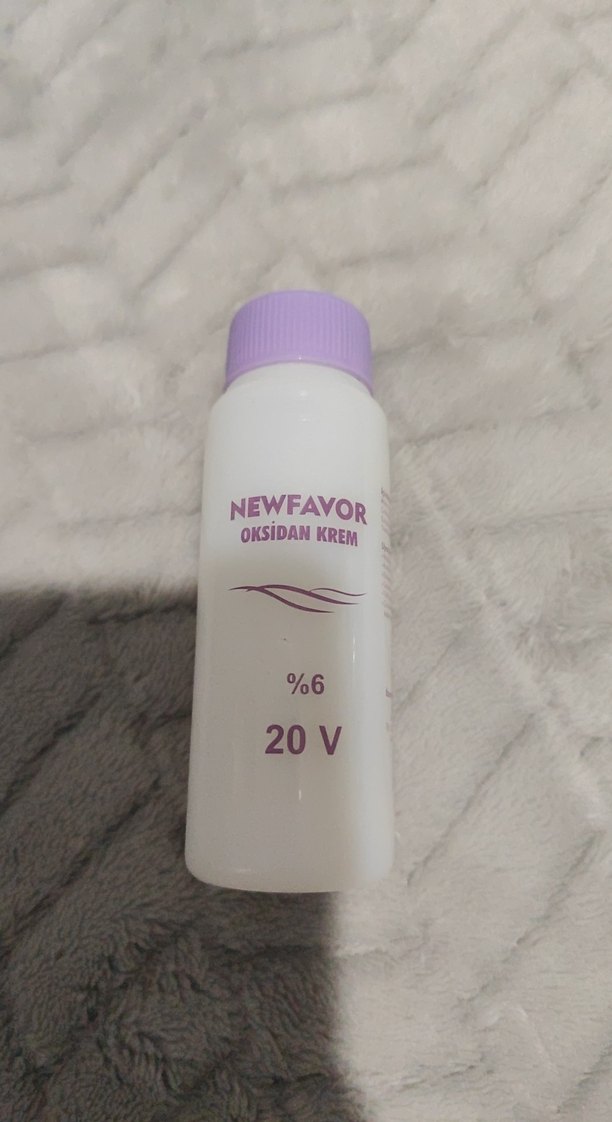 NEWFAVOR
OKSİDAN KREM
%6
20 V